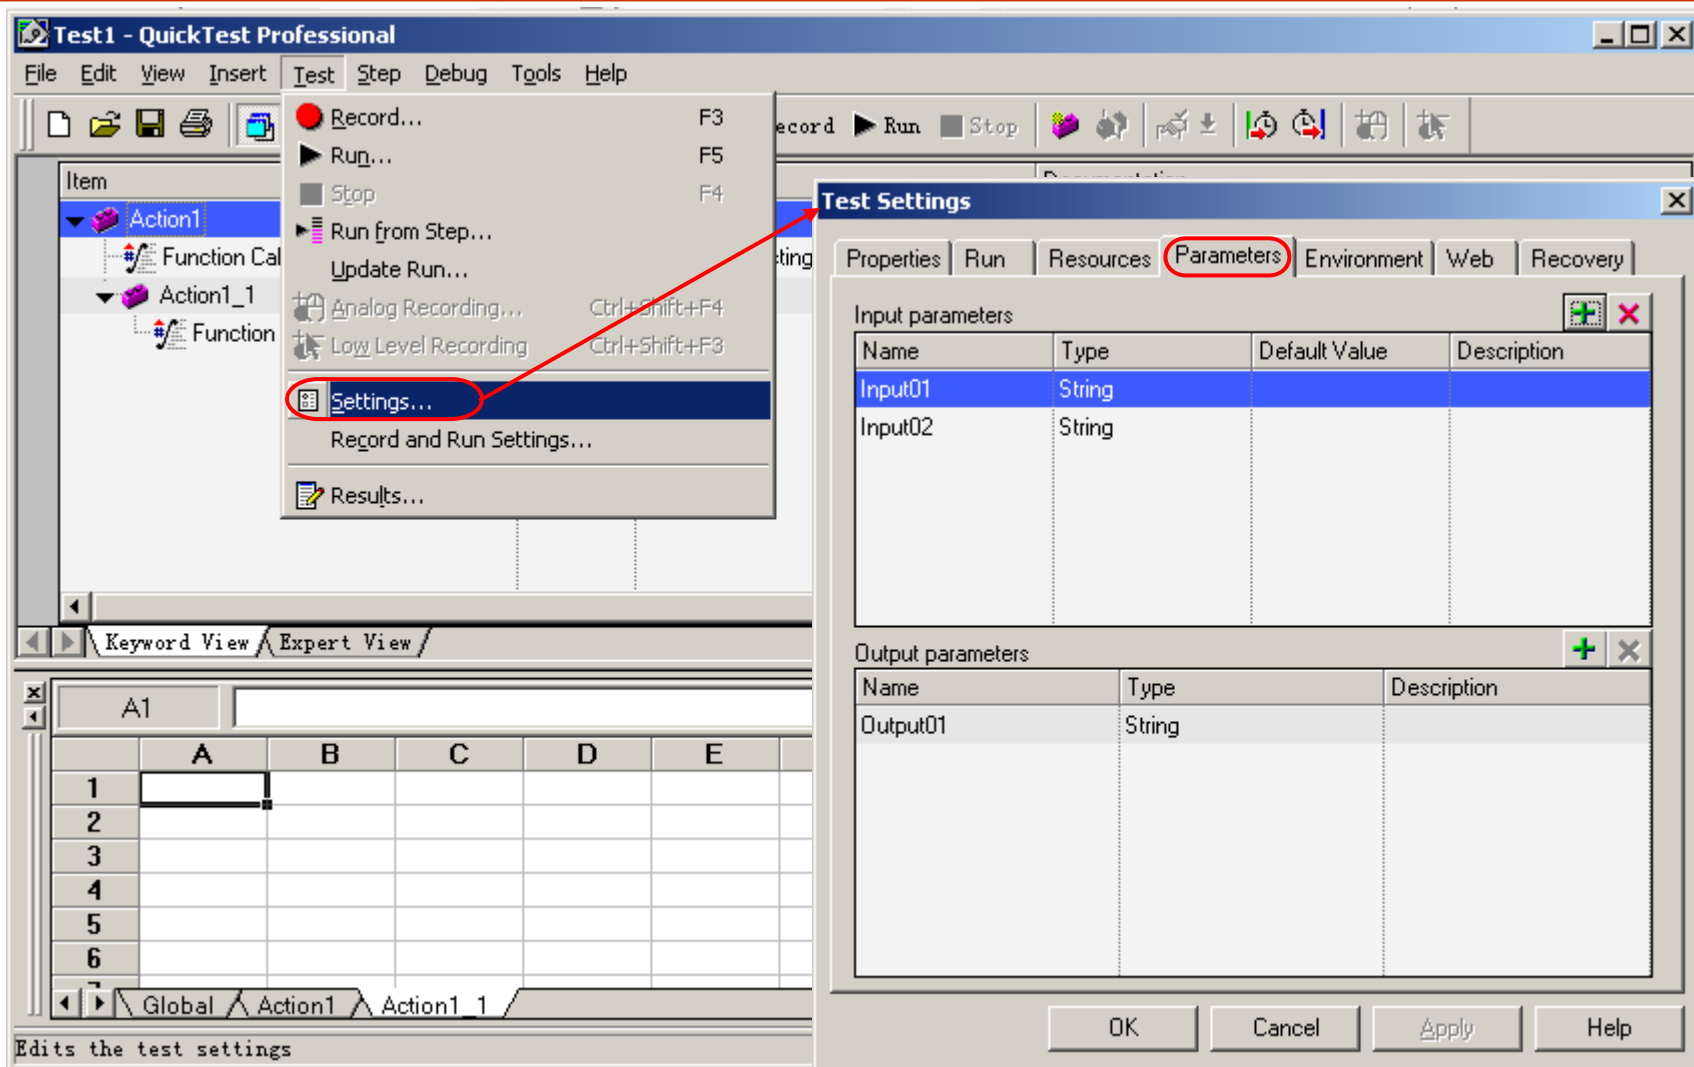 Test1 - QuickTest Professional
File Edit View Insert Test Step Debug Tools Help
Record... F3
Run... F5
Stop F4
Run from Step...
Update Run...
Analog Recording... Ctrl+Shift+F4
Low Level Recording Ctrl+Shift+F3
Settings...
Record and Run Settings...
Results...
ecord Run Stop
Item
Action1
Function Cal
Action1_1
Function
ting
Keyword View Expert View
A1
A B C D E
1
2
3
4
5
6
Global Action1 Action1_1
Edits the test settings
Test Settings
Properties Run Resources Parameters Environment Web Recovery
Input parameters
Name Type Default Value Description
Input01 String
Input02 String
Output parameters
Name Type Description
Output01 String
OK Cancel Apply Help